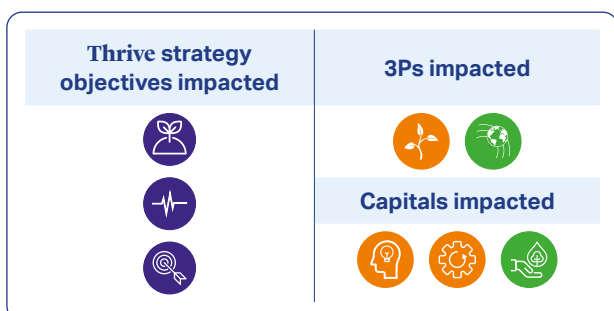 Thrive strategy
objectives impacted
3Ps impacted
Capitals impacted